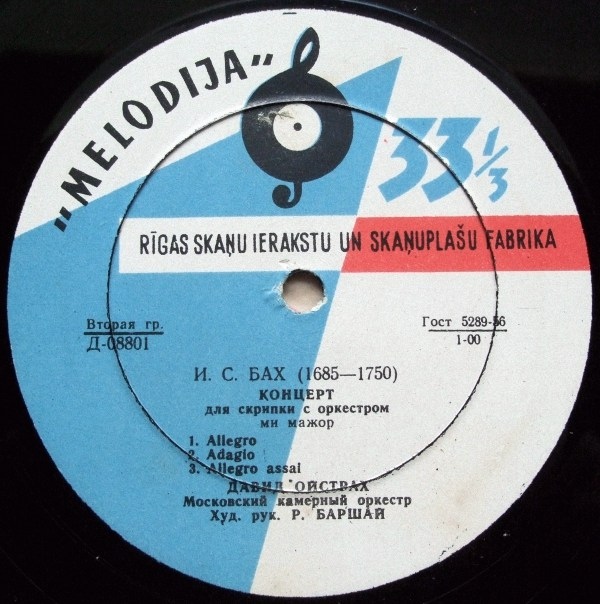 "MELODIJA"
33 1/3
RĪGAS SKAŅU IERAKSTU UN SKAŅUPLAŠU FABRIKA
Вторая гр.
Д-08801
Гост 5289-56
1-00
И. С. БАХ (1685—1750)
КОНЦЕРТ
для скрипки с оркестром
ми мажор
1. Allegro
2. Adagio
3. Allegro assai
ДАВИД ОЙСТРАХ
Московский камерный оркестр
Худ. рук. Р. БАРШАЙ